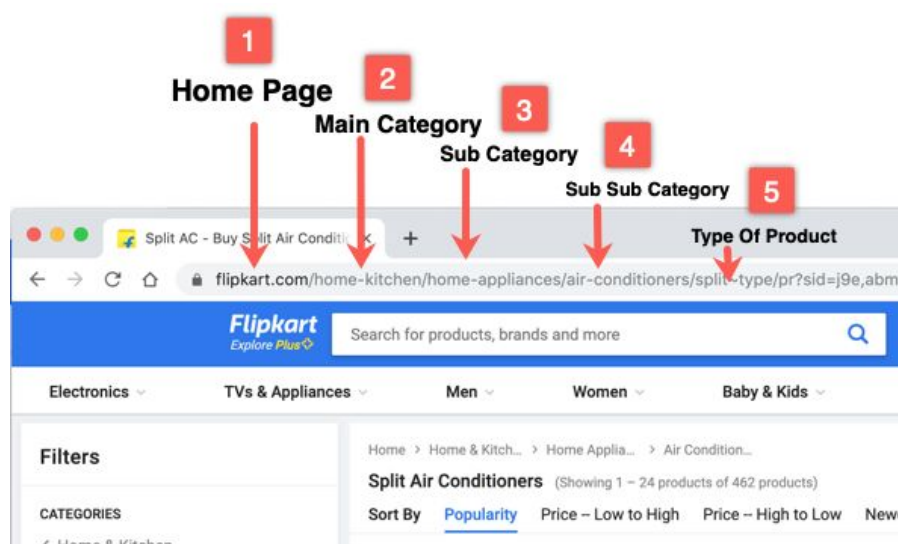 1
Home Page
2
Main Category
3
Sub Category
4
Sub Sub Category
5
Type Of Product
Split AC - Buy Split Air Conditic
flipkart.com/home-kitchen/home-appliances/air-conditioners/split-type/pr?sid=j9e,abm
Flipkart
Explore Plus
Search for products, brands and more
Electronics TVs & Appliances Men Women Baby & Kids
Filters
Home > Home & Kitch... > Home Applia... > Air Condition...
Split Air Conditioners (Showing 1 – 24 products of 462 products)
CATEGORIES
Sort By Popularity Price -- Low to High Price -- High to Low Newe
Home & Kitchen